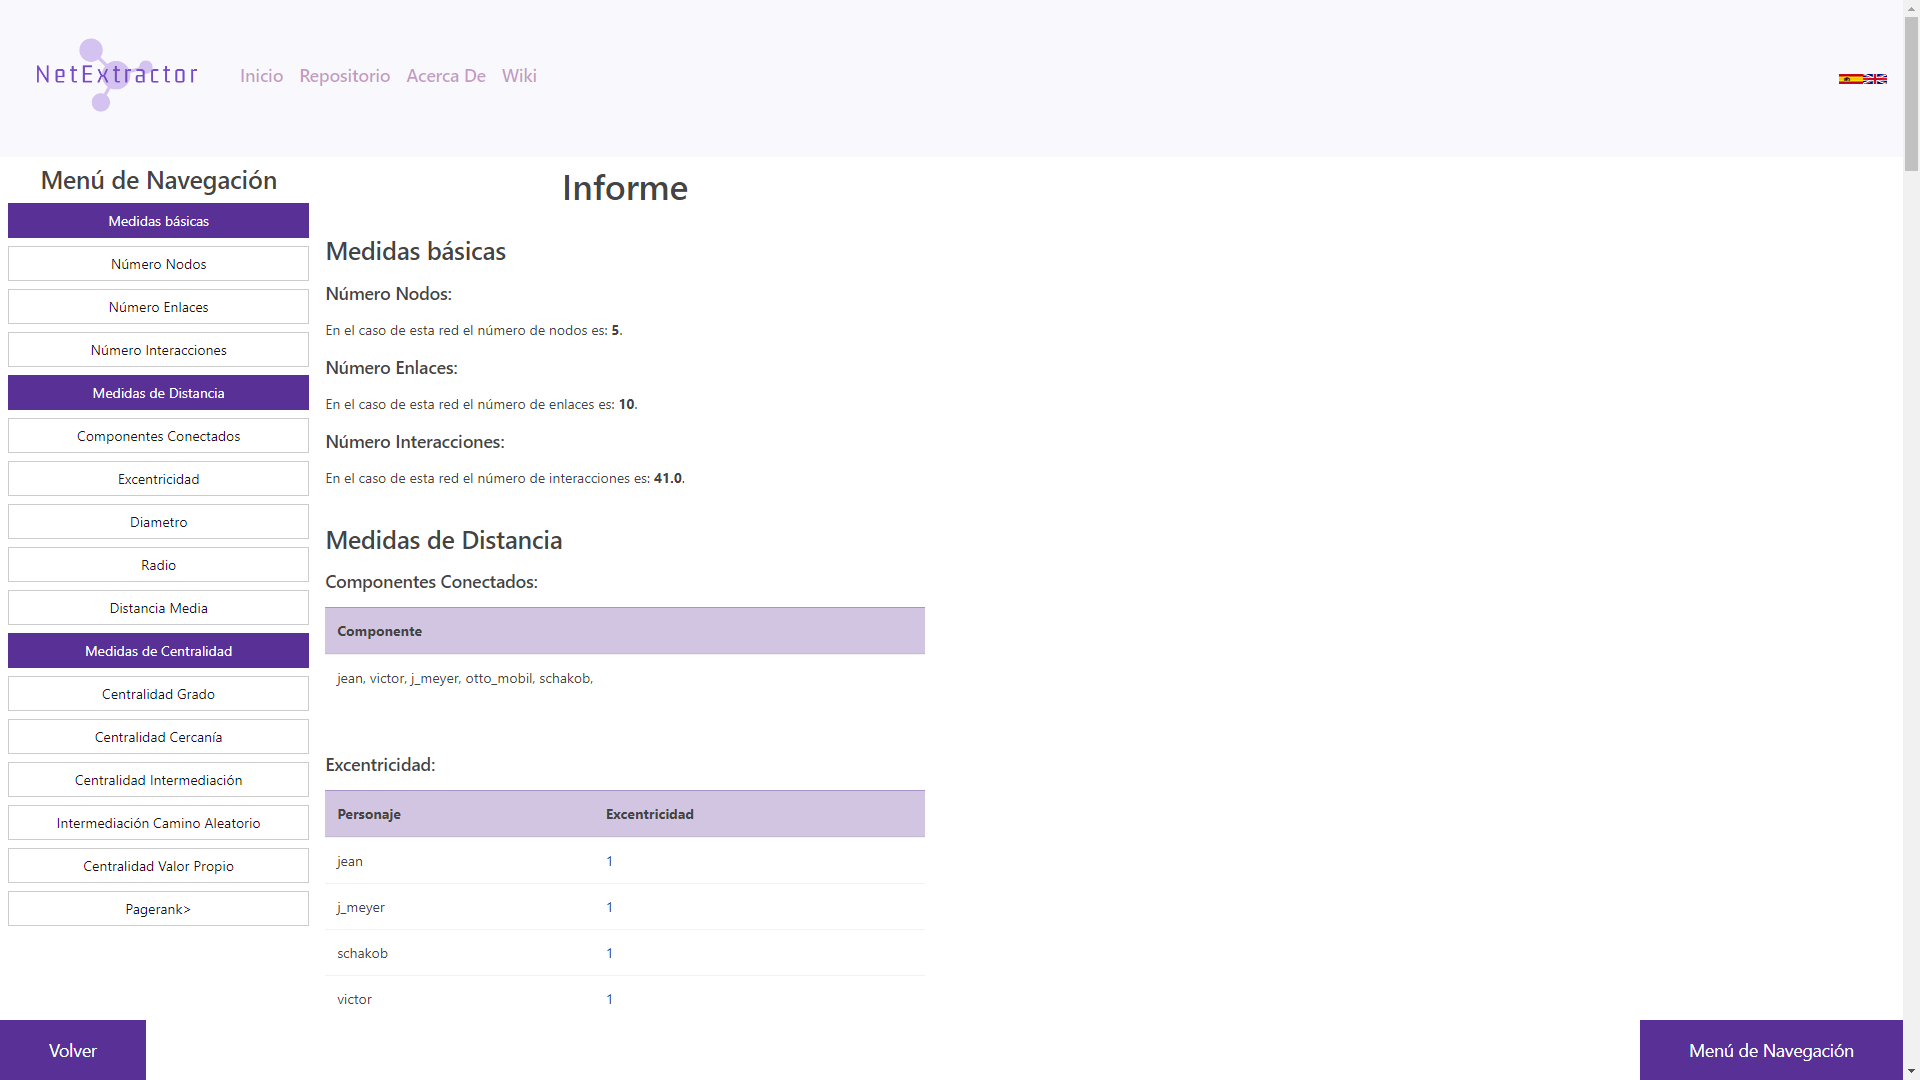 NetExtractor
Inicio Repositorio Acerca De Wiki
Menú de Navegación
Medidas básicas
Número Nodos
Número Enlaces
Número Interacciones
Medidas de Distancia
Componentes Conectados
Excentricidad
Diametro
Radio
Distancia Media
Medidas de Centralidad
Centralidad Grado
Centralidad Cercanía
Centralidad Intermediación
Intermediación Camino Aleatorio
Centralidad Valor Propio
Pagerank>
Informe
Medidas básicas
Número Nodos:
En el caso de esta red el número de nodos es: 5.
Número Enlaces:
En el caso de esta red el número de enlaces es: 10.
Número Interacciones:
En el caso de esta red el número de interacciones es: 41.0.
Medidas de Distancia
Componentes Conectados:
Componente
jean, victor, j_meyer, otto_mobil, schakob,
Excentricidad:
Personaje Excentricidad
jean 1
j_meyer 1
schakob 1
victor 1
Volver
Menú de Navegación